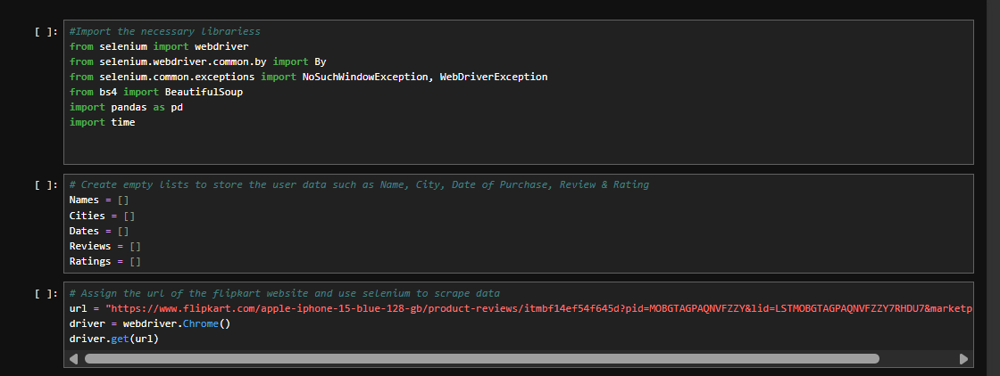 [ ]: #Import the necessary librariess
from selenium import webdriver
from selenium.webdriver.common.by import By
from selenium.common.exceptions import NoSuchWindowException, WebDriverException
from bs4 import BeautifulSoup
import pandas as pd
import time
[ ]: # Create empty lists to store the user data such as Name, City, Date of Purchase, Review & Rating
Names = []
Cities = []
Dates = []
Reviews = []
Ratings = []
[ ]: # Assign the url of the flipkart website and use selenium to scrape data
url = "https://www.flipkart.com/apple-iphone-15-blue-128-gb/product-reviews/itmbf14ef54f645d?pid=MOBGTAGPAQNVFZZY&lid=LSTMOBGTAGPAQNVFZZY7RHDU7&marketp
driver = webdriver.Chrome()
driver.get(url)